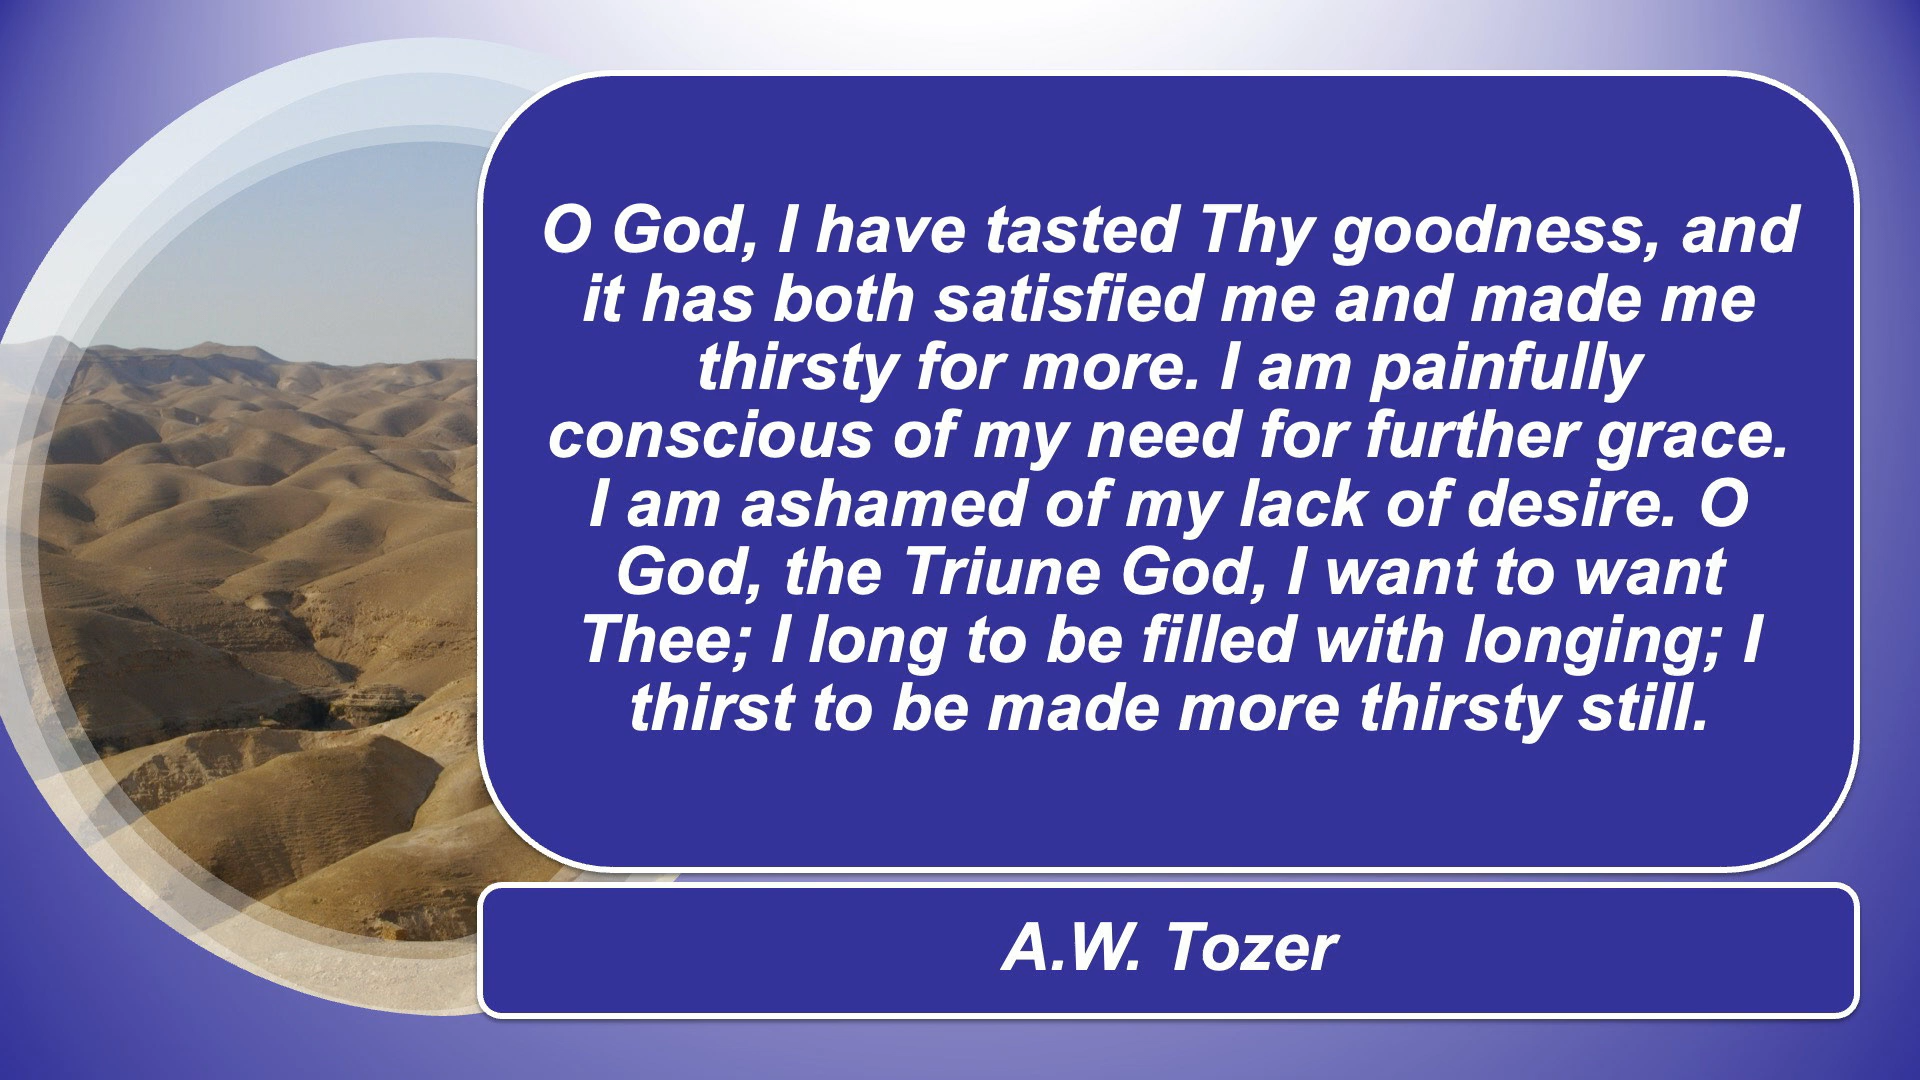 O God, I have tasted Thy goodness, and
it has both satisfied me and made me
thirsty for more. I am painfully
conscious of my need for further grace.
I am ashamed of my lack of desire. O
God, the Triune God, I want to want
Thee; I long to be filled with longing; I
thirst to be made more thirsty still.
A.W. Tozer